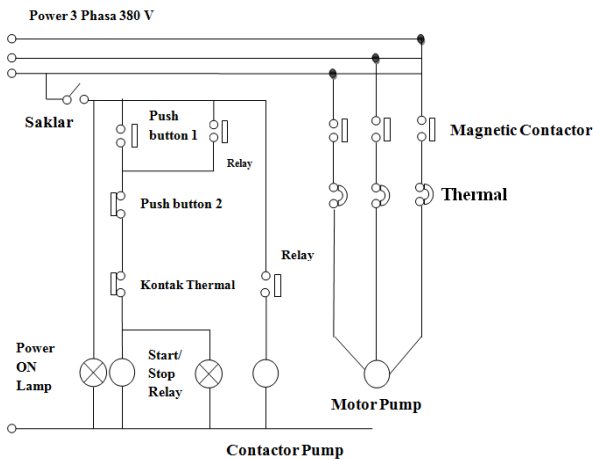 Power 3 Phasa 380 V
Saklar
Push
button 1
Relay
Magnetic Contactor
Push button 2
Thermal
Relay
Kontak Thermal
Power
ON
Lamp
Start/
Stop
Relay
Motor Pump
Contactor Pump